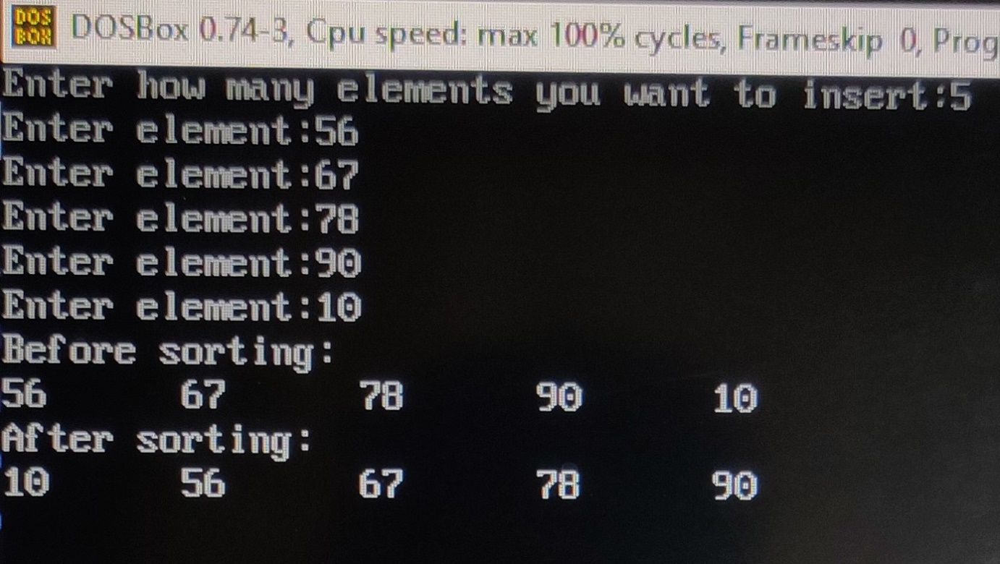 DOS
BOX
DOSBox 0.74-3, Cpu speed: max 100% cycles, Frameskip 0, Prog
Enter how many elements you want to insert:5
Enter element:56
Enter element:67
Enter element:78
Enter element:90
Enter element:10
Before sorting:
56 67 78 90 10
After sorting:
10 56 67 78 90